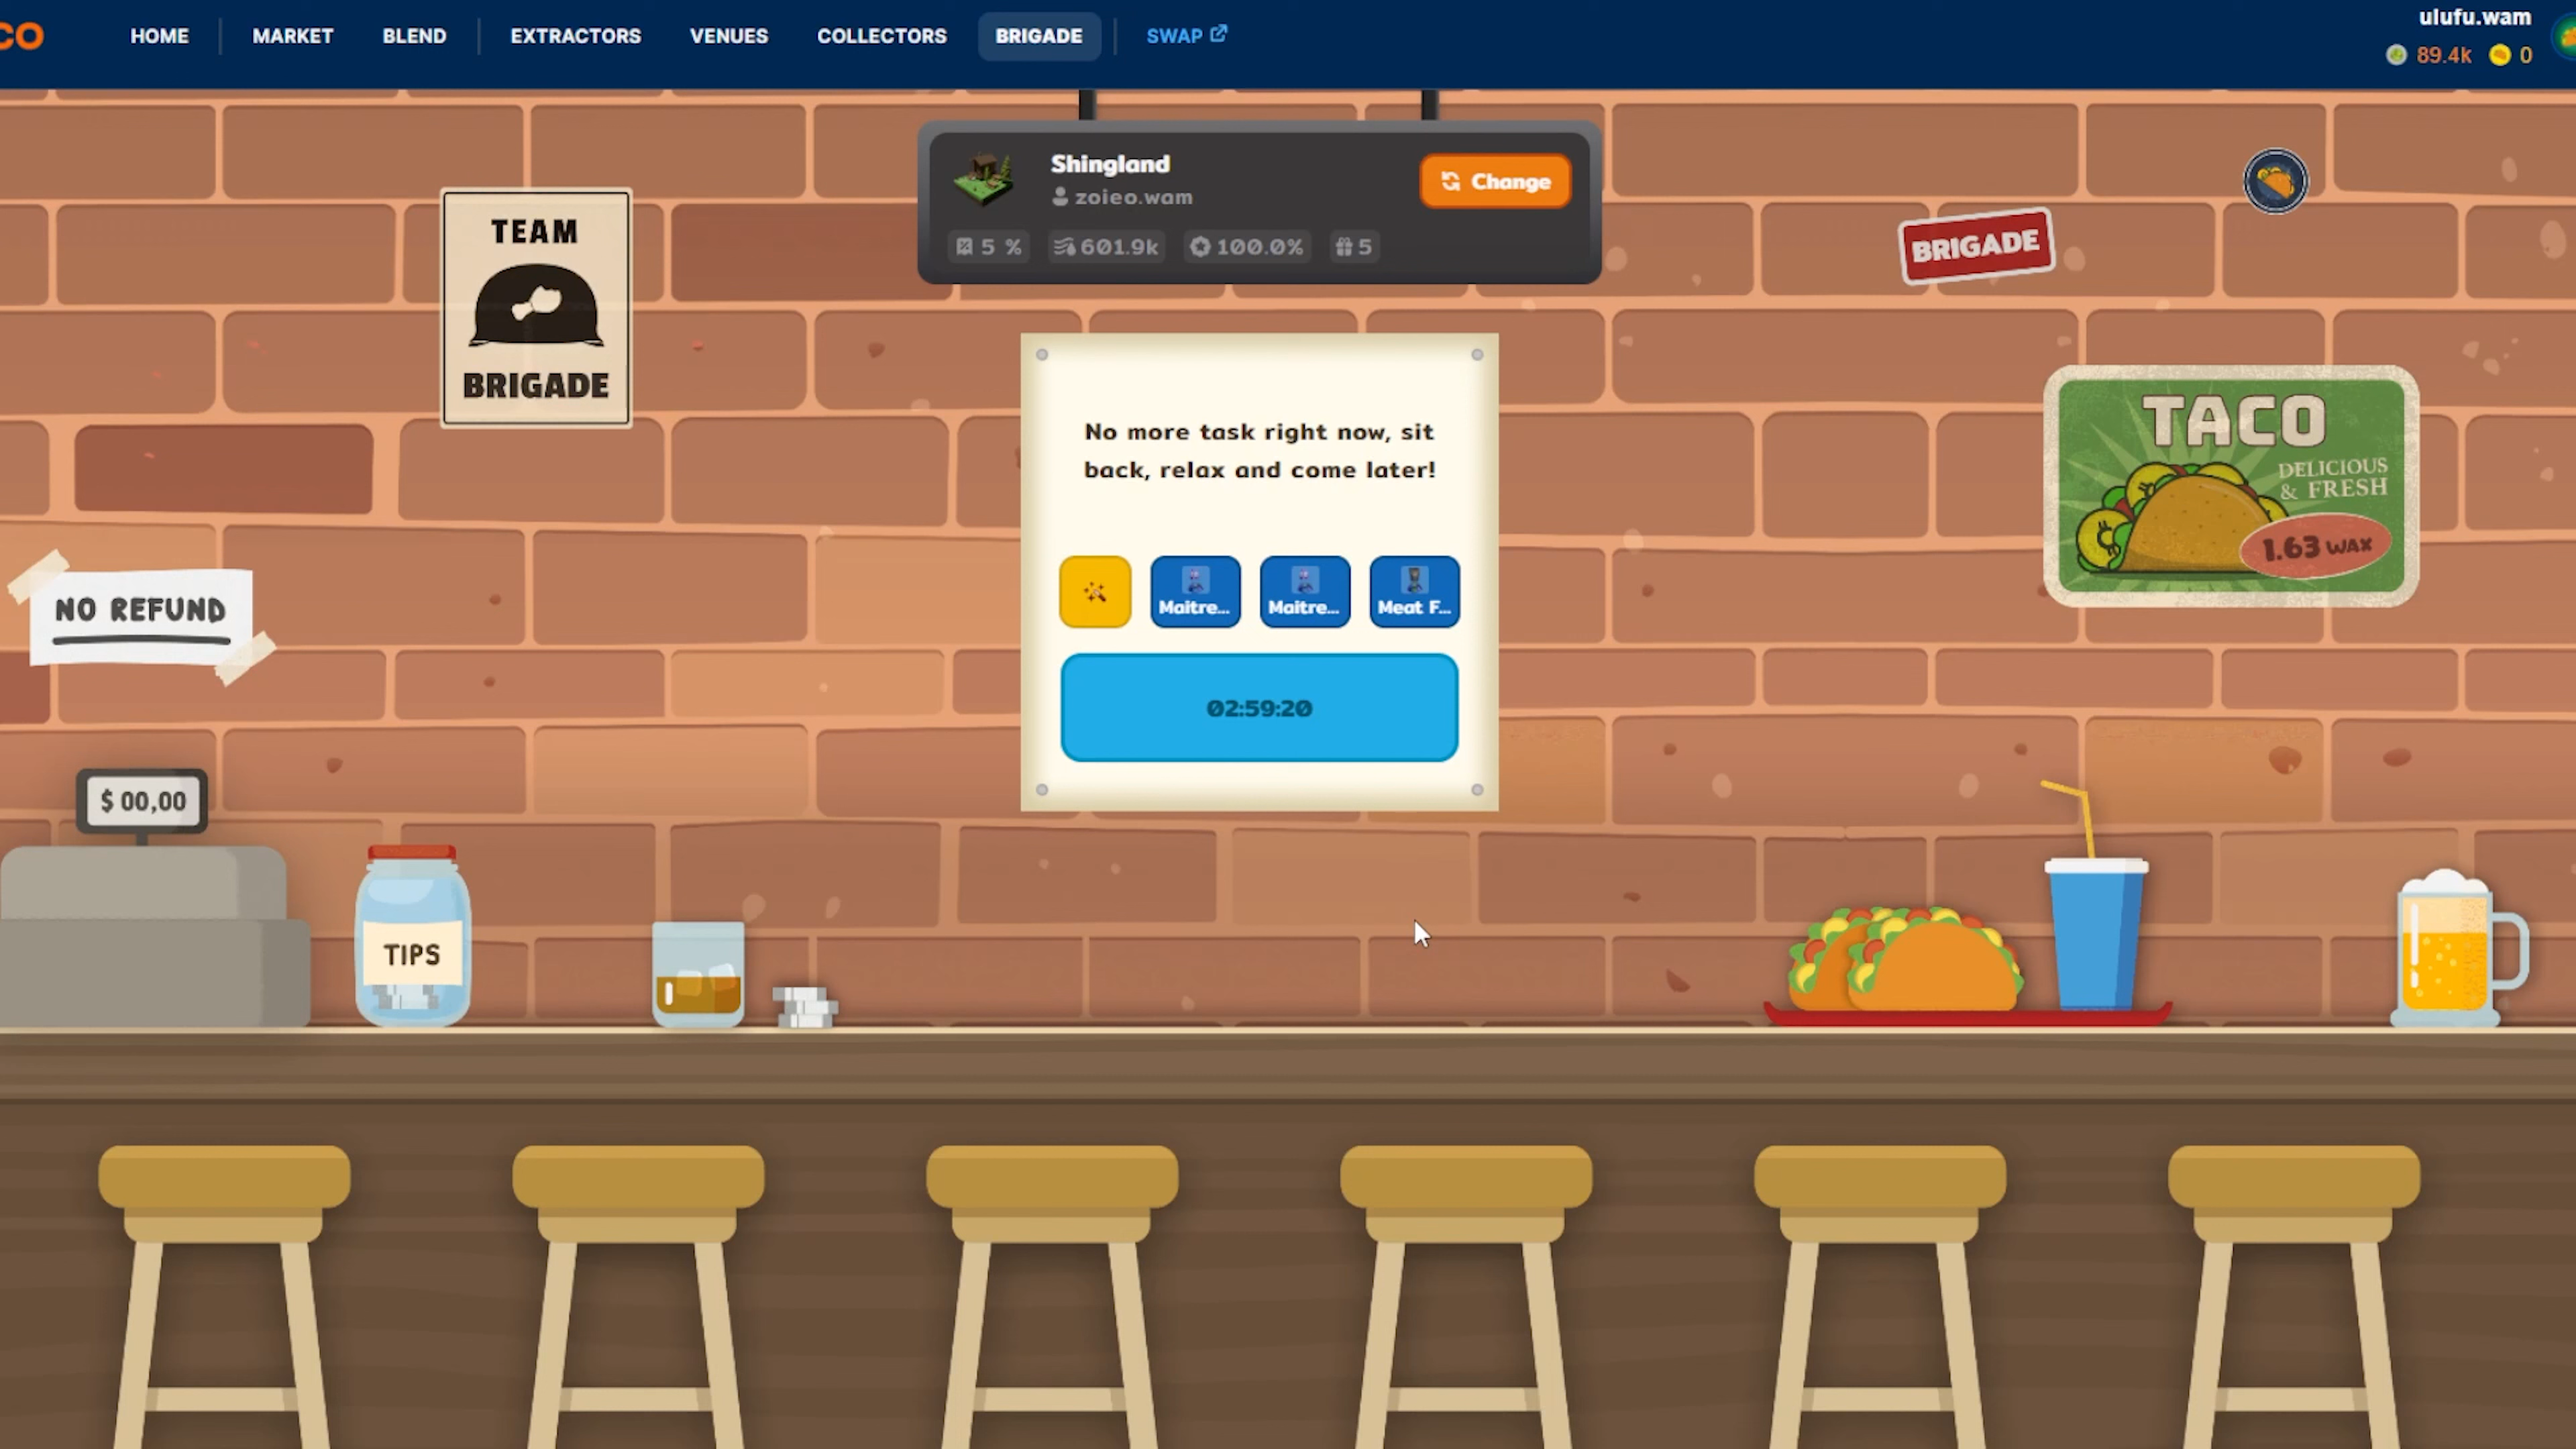 CO
HOME
MARKET
BLEND
EXTRACTORS
VENUES
COLLECTORS
BRIGADE
SWAP
ulufu.wam
89.4k
0
Shingland
zoieo.wam
Change
5 %
601.9k
100.0%
5
TEAM
BRIGADE
BRIGADE
No more task right now, sit
back, relax and come later!
Maitre...
Maitre...
Meat F...
02:59:20
TACO
DELICIOUS
& FRESH
1.63 WAX
NO REFUND
$ 00,00
TIPS